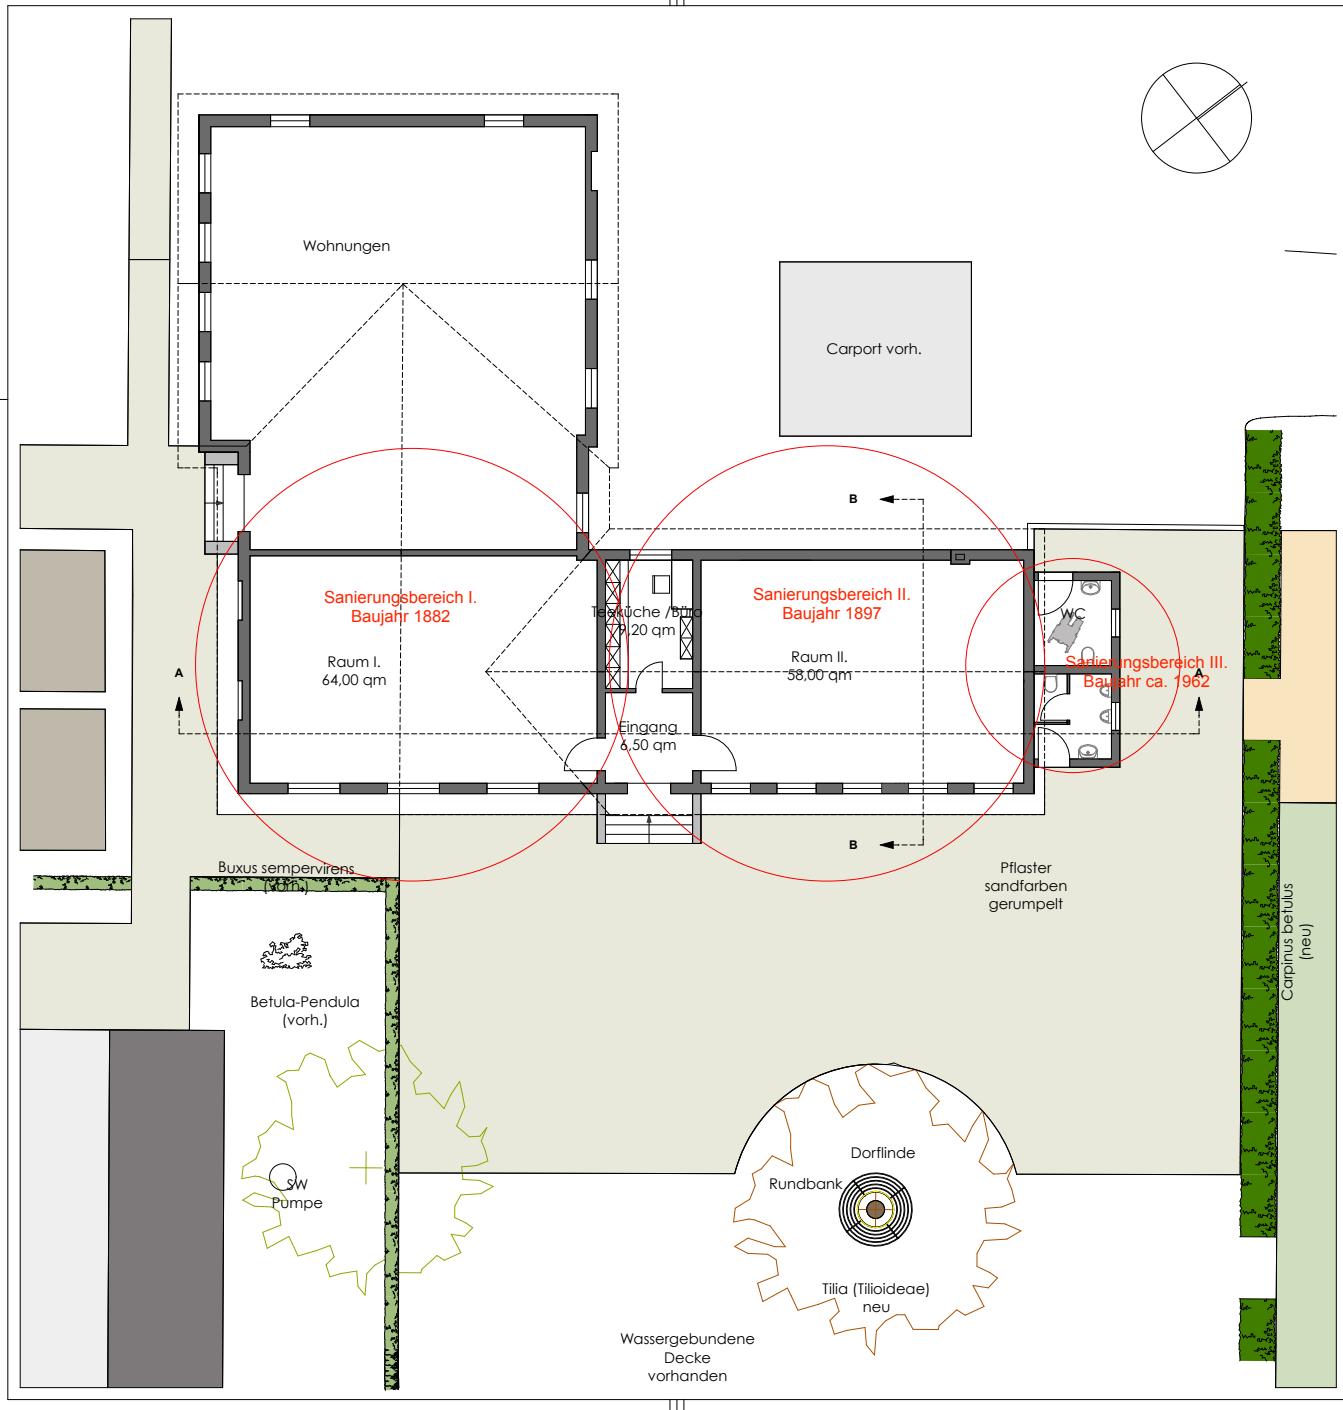 Wohnungen
Carport vorh.
B
Sanierungsbereich I.
Baujahr 1882
Teeküche /Büro
9,20 qm
Sanierungsbereich II.
Baujahr 1897
WC
Raum I.
64,00 qm
Raum II.
58,00 qm
Sanierungsbereich III.
Baujahr ca. 1962
A
A
Eingang
6,50 qm
B
Buxus sempervirens
(vorh.)
Pflaster
sandfarben
gerumpelt
Carpinus betulus
(neu)
Betula-Pendula
(vorh.)
Dorflinde
Rundbank
SW
Pumpe
Tilia (Tilioideae)
neu
Wassergebundene
Decke
vorhanden